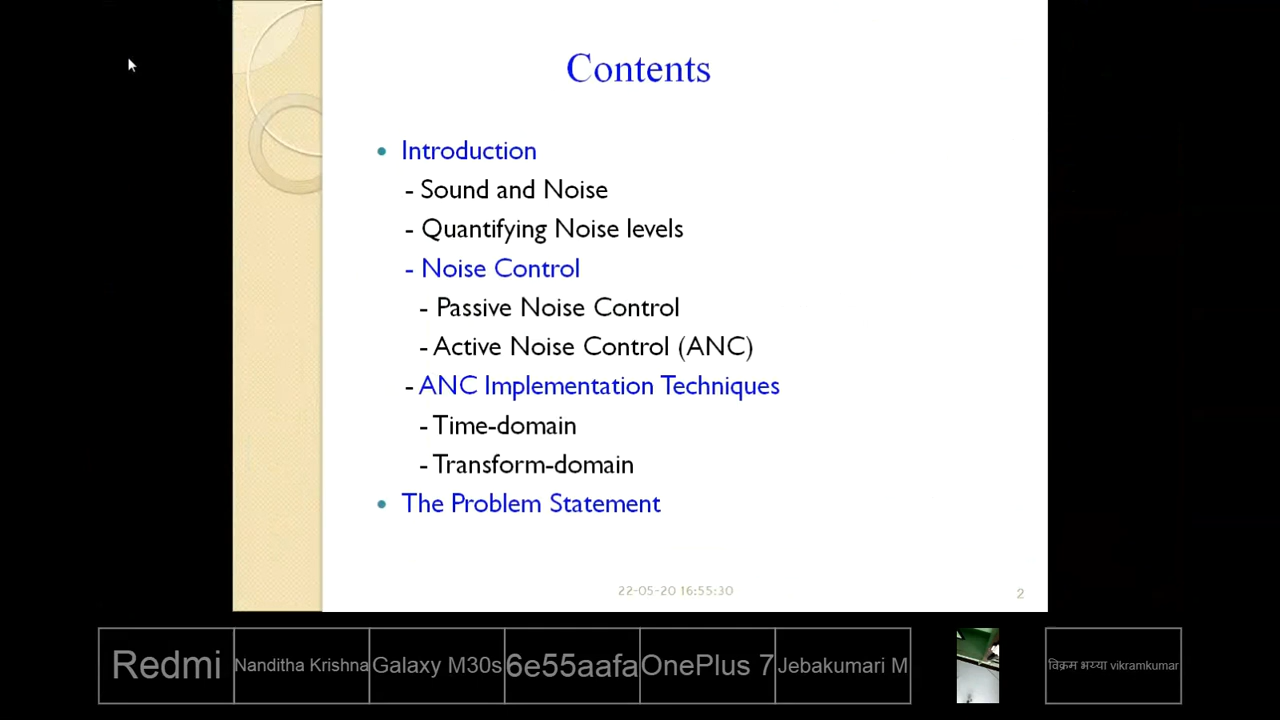 Contents
• Introduction
- Sound and Noise
- Quantifying Noise levels
- Noise Control
- Passive Noise Control
- Active Noise Control (ANC)
- ANC Implementation Techniques
- Time-domain
- Transform-domain
• The Problem Statement
22-05-20 16:55:30
2
Redmi
Nanditha Krishna
Galaxy M30s
6e55aafa
OnePlus 7
Jebakumari M
विक्रम भय्या vikramkumar